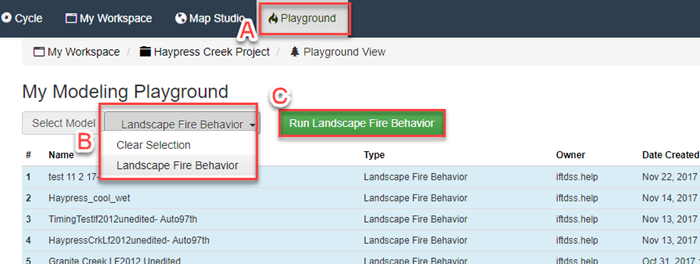 Cycle My Workspace Map Studio Playground
A
My Workspace / Haypress Creek Project / Playground View
My Modeling Playground
C
Select Model Landscape Fire Behavior Run Landscape Fire Behavior
B
Clear Selection
Landscape Fire Behavior
# Name Type Owner Date Created
1 test 11 2 17- Landscape Fire Behavior iftdss.help Nov 22, 2017
2 Haypress_cool_wet Landscape Fire Behavior iftdss.help Nov 14, 2017
3 TimingTestlf2012unedited- Auto97th Landscape Fire Behavior iftdss.help Nov 13, 2017
4 HaypressCrkLf2012unedited- Auto97th Landscape Fire Behavior iftdss.help Nov 13, 2017
5 Granite Creek LF2012 Unedited Landscape Fire Behavior iftdss.help Oct 31, 2017